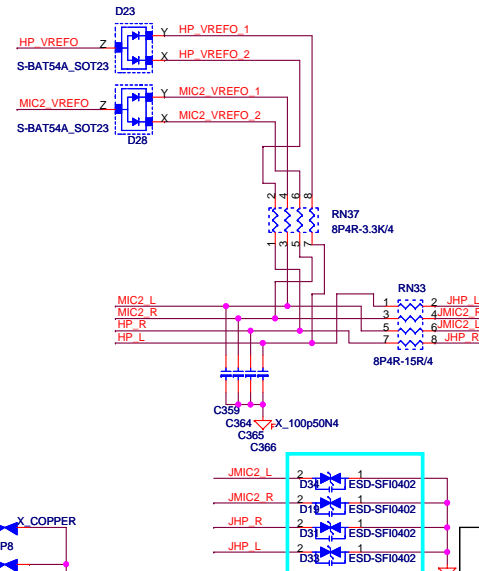 D23
HP_VREFO Z Y HP_VREFO_1
X HP_VREFO_2
S-BAT54A_SOT23
MIC2_VREFO Z Y MIC2_VREFO_1
X MIC2_VREFO_2
S-BAT54A_SOT23
D28
2 4 6 8
RN37
8P4R-3.3K/4
1 3 5 7
RN33
MIC2_L 1 2 JHP_L
MIC2_R 3 4 JMIC2_R
HP_R 5 6 JMIC2_L
HP_L 7 8 JHP_R
8P4R-15R/4
C359
C364 X_100p50N4
C365
C366
JMIC2_L 2 1
D34 ESD-SFI0402
JMIC2_R 2 1
D19 ESD-SFI0402
X_COPPER
JHP_R 2 1
D31 ESD-SFI0402
P8
JHP_L 2 1
D33 ESD-SFI0402